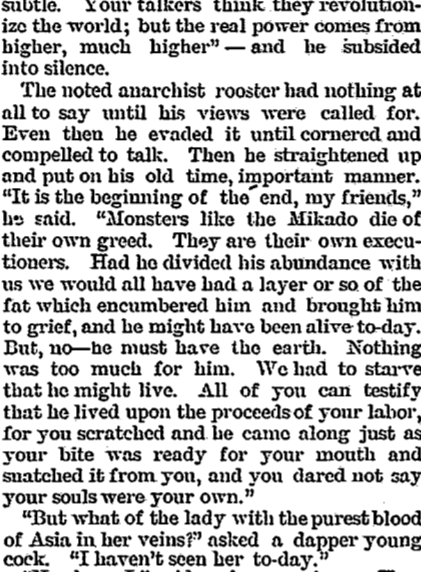 subtle. Your talkers think they revolution-
ize the world; but the real power comes from
higher, much higher" — and he subsided
into silence.
The noted anarchist rooster had nothing at
all to say until his views were called for.
Even then he evaded it until cornered and
compelled to talk. Then he straightened up
and put on his old time, important manner.
"It is the beginning of the end, my friends,"
he said. "Monsters like the Mikado die of
their own greed. They are their own execu-
tioners. Had he divided his abundance with
us we would all have had a layer or so of the
fat which encumbered him and brought him
to grief, and he might have been alive to-day.
But, no—he must have the earth. Nothing
was too much for him. We had to starve
that he might live. All of you can testify
that he lived upon the proceeds of your labor,
for you scratched and he came along just as
your bite was ready for your mouth and
snatched it from you, and you dared not say
your souls were your own."
"But what of the lady with the purest blood
of Asia in her veins?" asked a dapper young
cock. "I haven't seen her to-day."